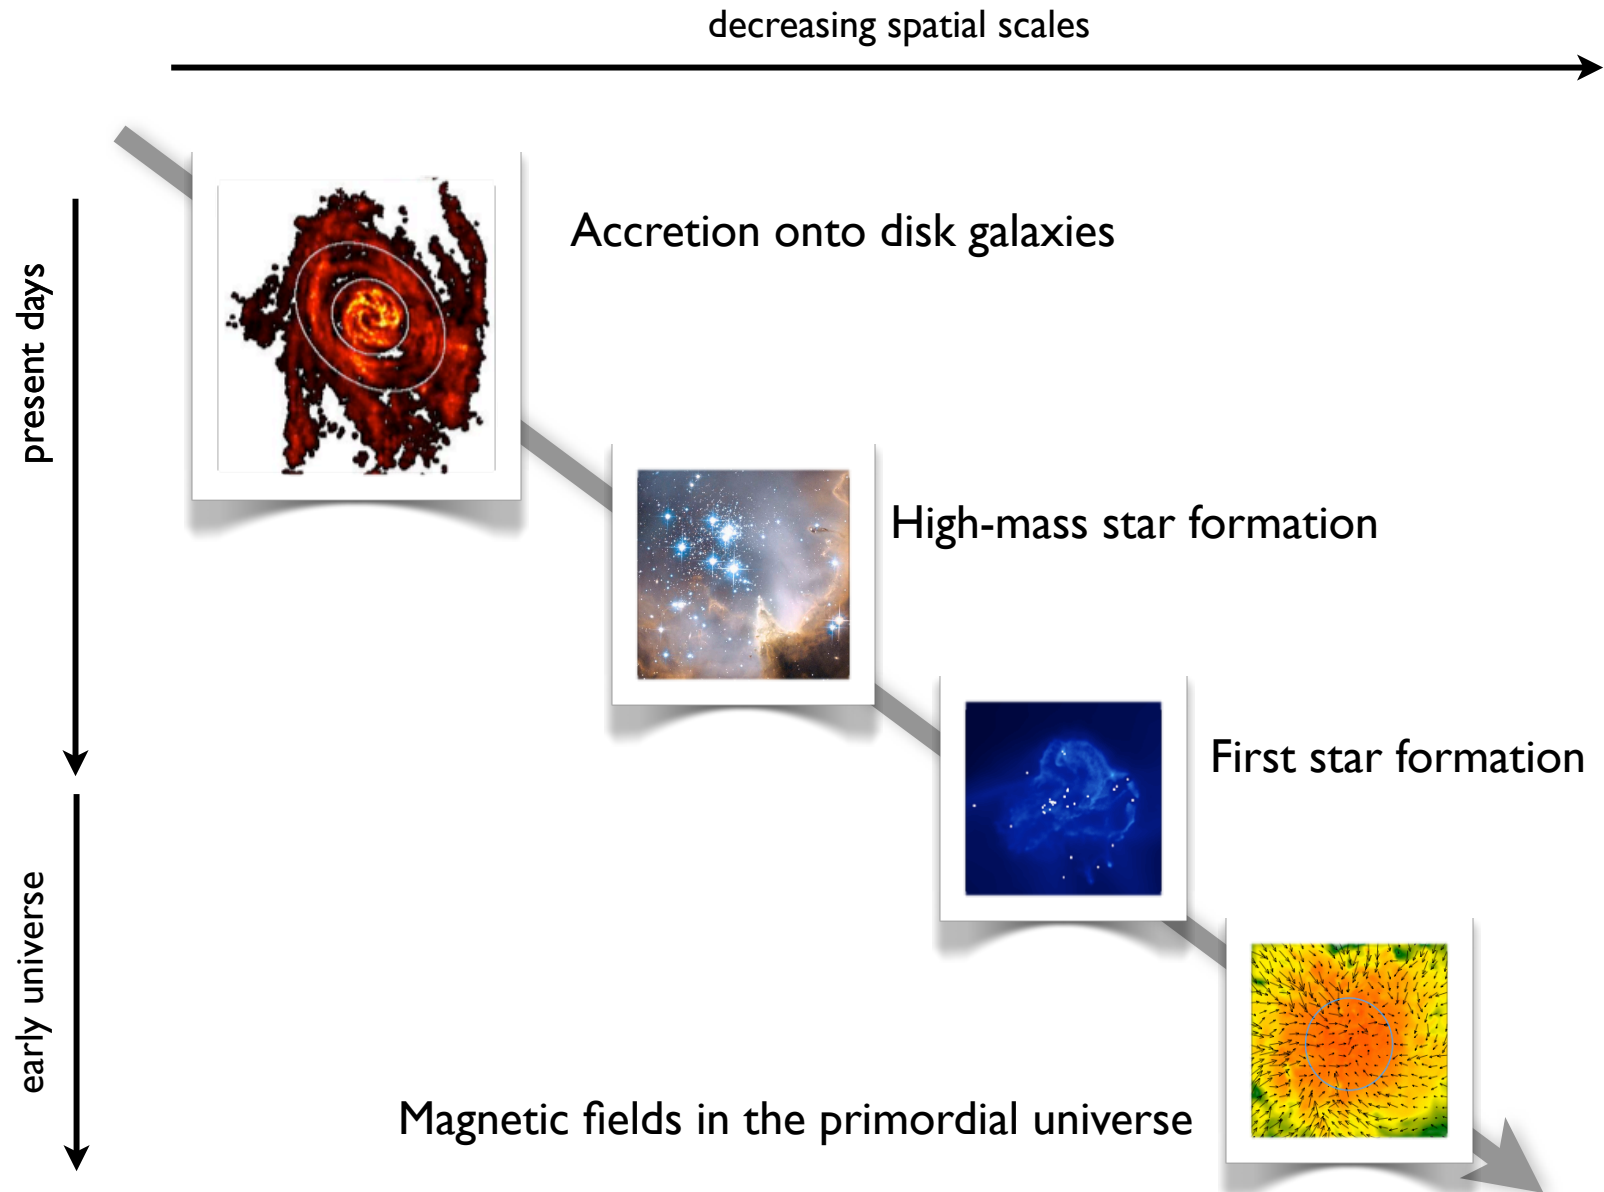 decreasing spatial scales
Accretion onto disk galaxies
present days
High-mass star formation
First star formation
early universe
Magnetic fields in the primordial universe